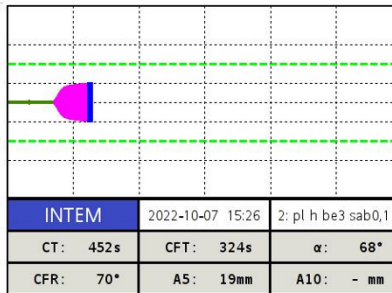 INTEM 2022-10-07 15:26 2: pl h be3 sab0,1
CT: 452s CFT: 324s α: 68°
CFR: 70° A5: 19mm A10: - mm